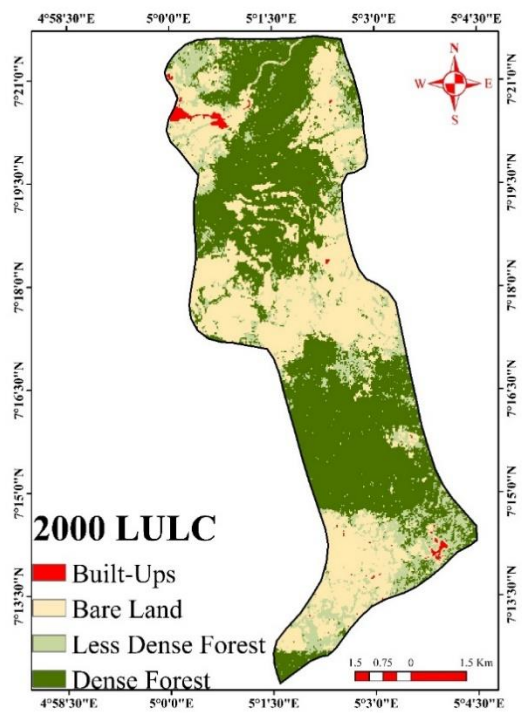 4°58'30"E 5°0'0"E 5°1'30"E 5°3'0"E 5°4'30"E
N
W E
S
7°21'0"N 7°21'0"N
7°19'30"N 7°19'30"N
7°18'0"N 7°18'0"N
7°16'30"N 7°16'30"N
7°15'0"N 7°15'0"N
7°13'30"N 7°13'30"N
2000 LULC
Built-Ups
Bare Land
Less Dense Forest
Dense Forest
1.5 0.75 0 1.5 Km
4°58'30"E 5°0'0"E 5°1'30"E 5°3'0"E 5°4'30"E